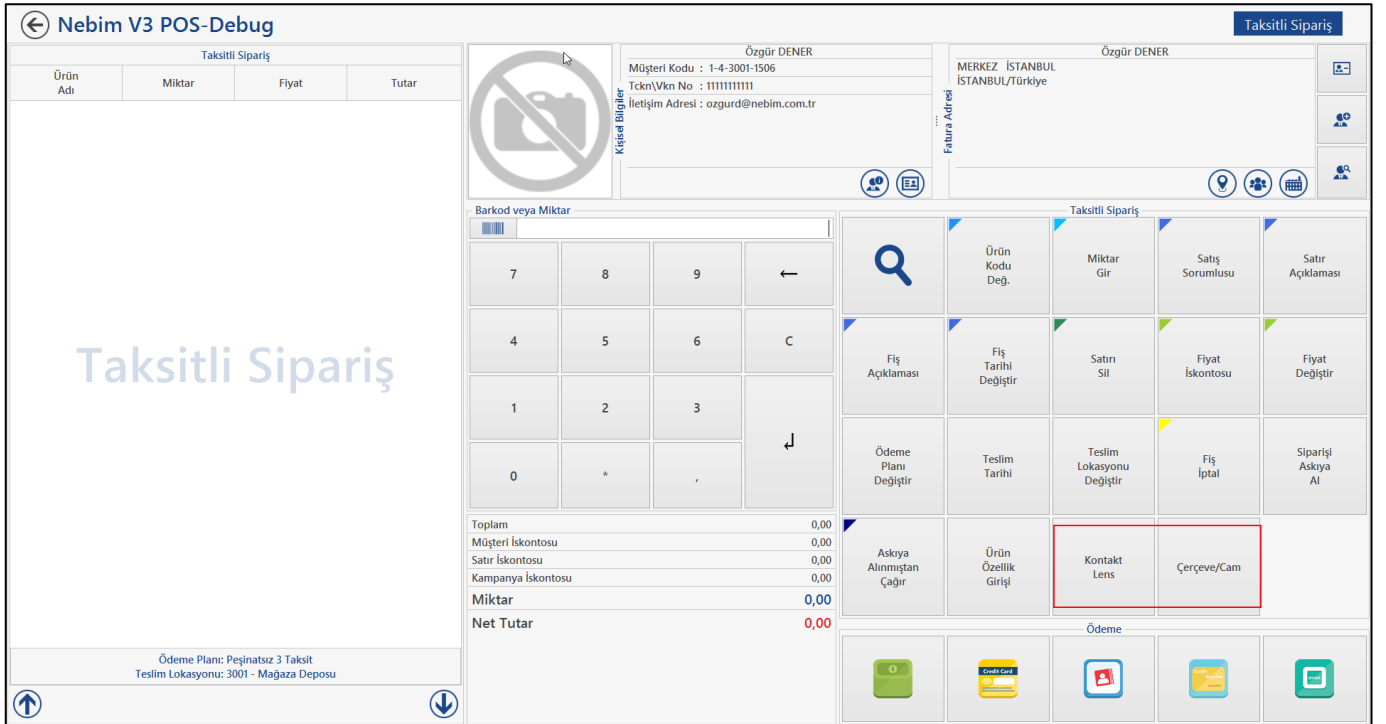 Nebim V3 POS-Debug
Taksitli Sipariş
Taksitli Sipariş
Ürün
Adı
Miktar
Fiyat
Tutar
Taksitli Sipariş
Ödeme Planı: Peşinatsız 3 Taksit
Teslim Lokasyonu: 3001 - Mağaza Deposu
Kişisel Bilgiler
Özgür DENER
Müşteri Kodu : 1-4-3001-1506
Tckn\Vkn No : 11111111111
İletişim Adresi : ozgurd@nebim.com.tr
Fatura Adresi
Özgür DENER
MERKEZ İSTANBUL
İSTANBUL/Türkiye
Barkod veya Miktar
7
8
9
←
4
5
6
C
1
2
3
0
*
,
Toplam 0,00
Müşteri İskontosu 0,00
Satır İskontosu 0,00
Kampanya İskontosu 0,00
Miktar 0,00
Net Tutar 0,00
Taksitli Sipariş
Ürün
Kodu
Değ.
Miktar
Gir
Satış
Sorumlusu
Satır
Açıklaması
Fiş
Açıklaması
Fiş
Tarihi
Değiştir
Satırı
Sil
Fiyat
İskontosu
Fiyat
Değiştir
Ödeme
Planı
Değiştir
Teslim
Tarihi
Teslim
Lokasyonu
Değiştir
Fiş
İptal
Siparişi
Askıya
Al
Askıya
Alınmıştan
Çağır
Ürün
Özellik
Girişi
Kontakt
Lens
Çerçeve/Cam
Ödeme
Credit Card